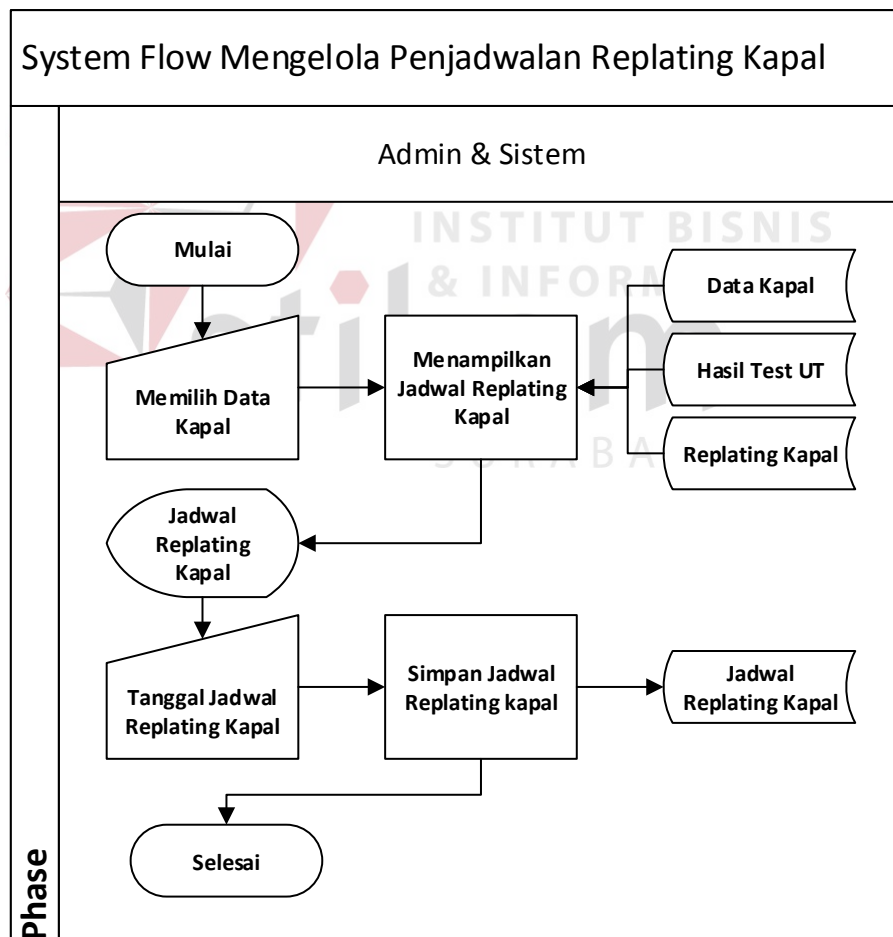 System Flow Mengelola Penjadwalan Replating Kapal
Admin & Sistem
INSTITUT BISNIS
& INFORM
Mulai
Data Kapal
Memilih Data
Kapal
Menampilkan
Jadwal Replating
Kapal
Hasil Test UT
Replating Kapal
Jadwal
Replating
Kapal
Tanggal Jadwal
Replating Kapal
Simpan Jadwal
Replating kapal
Jadwal
Replating Kapal
Selesai
Phase